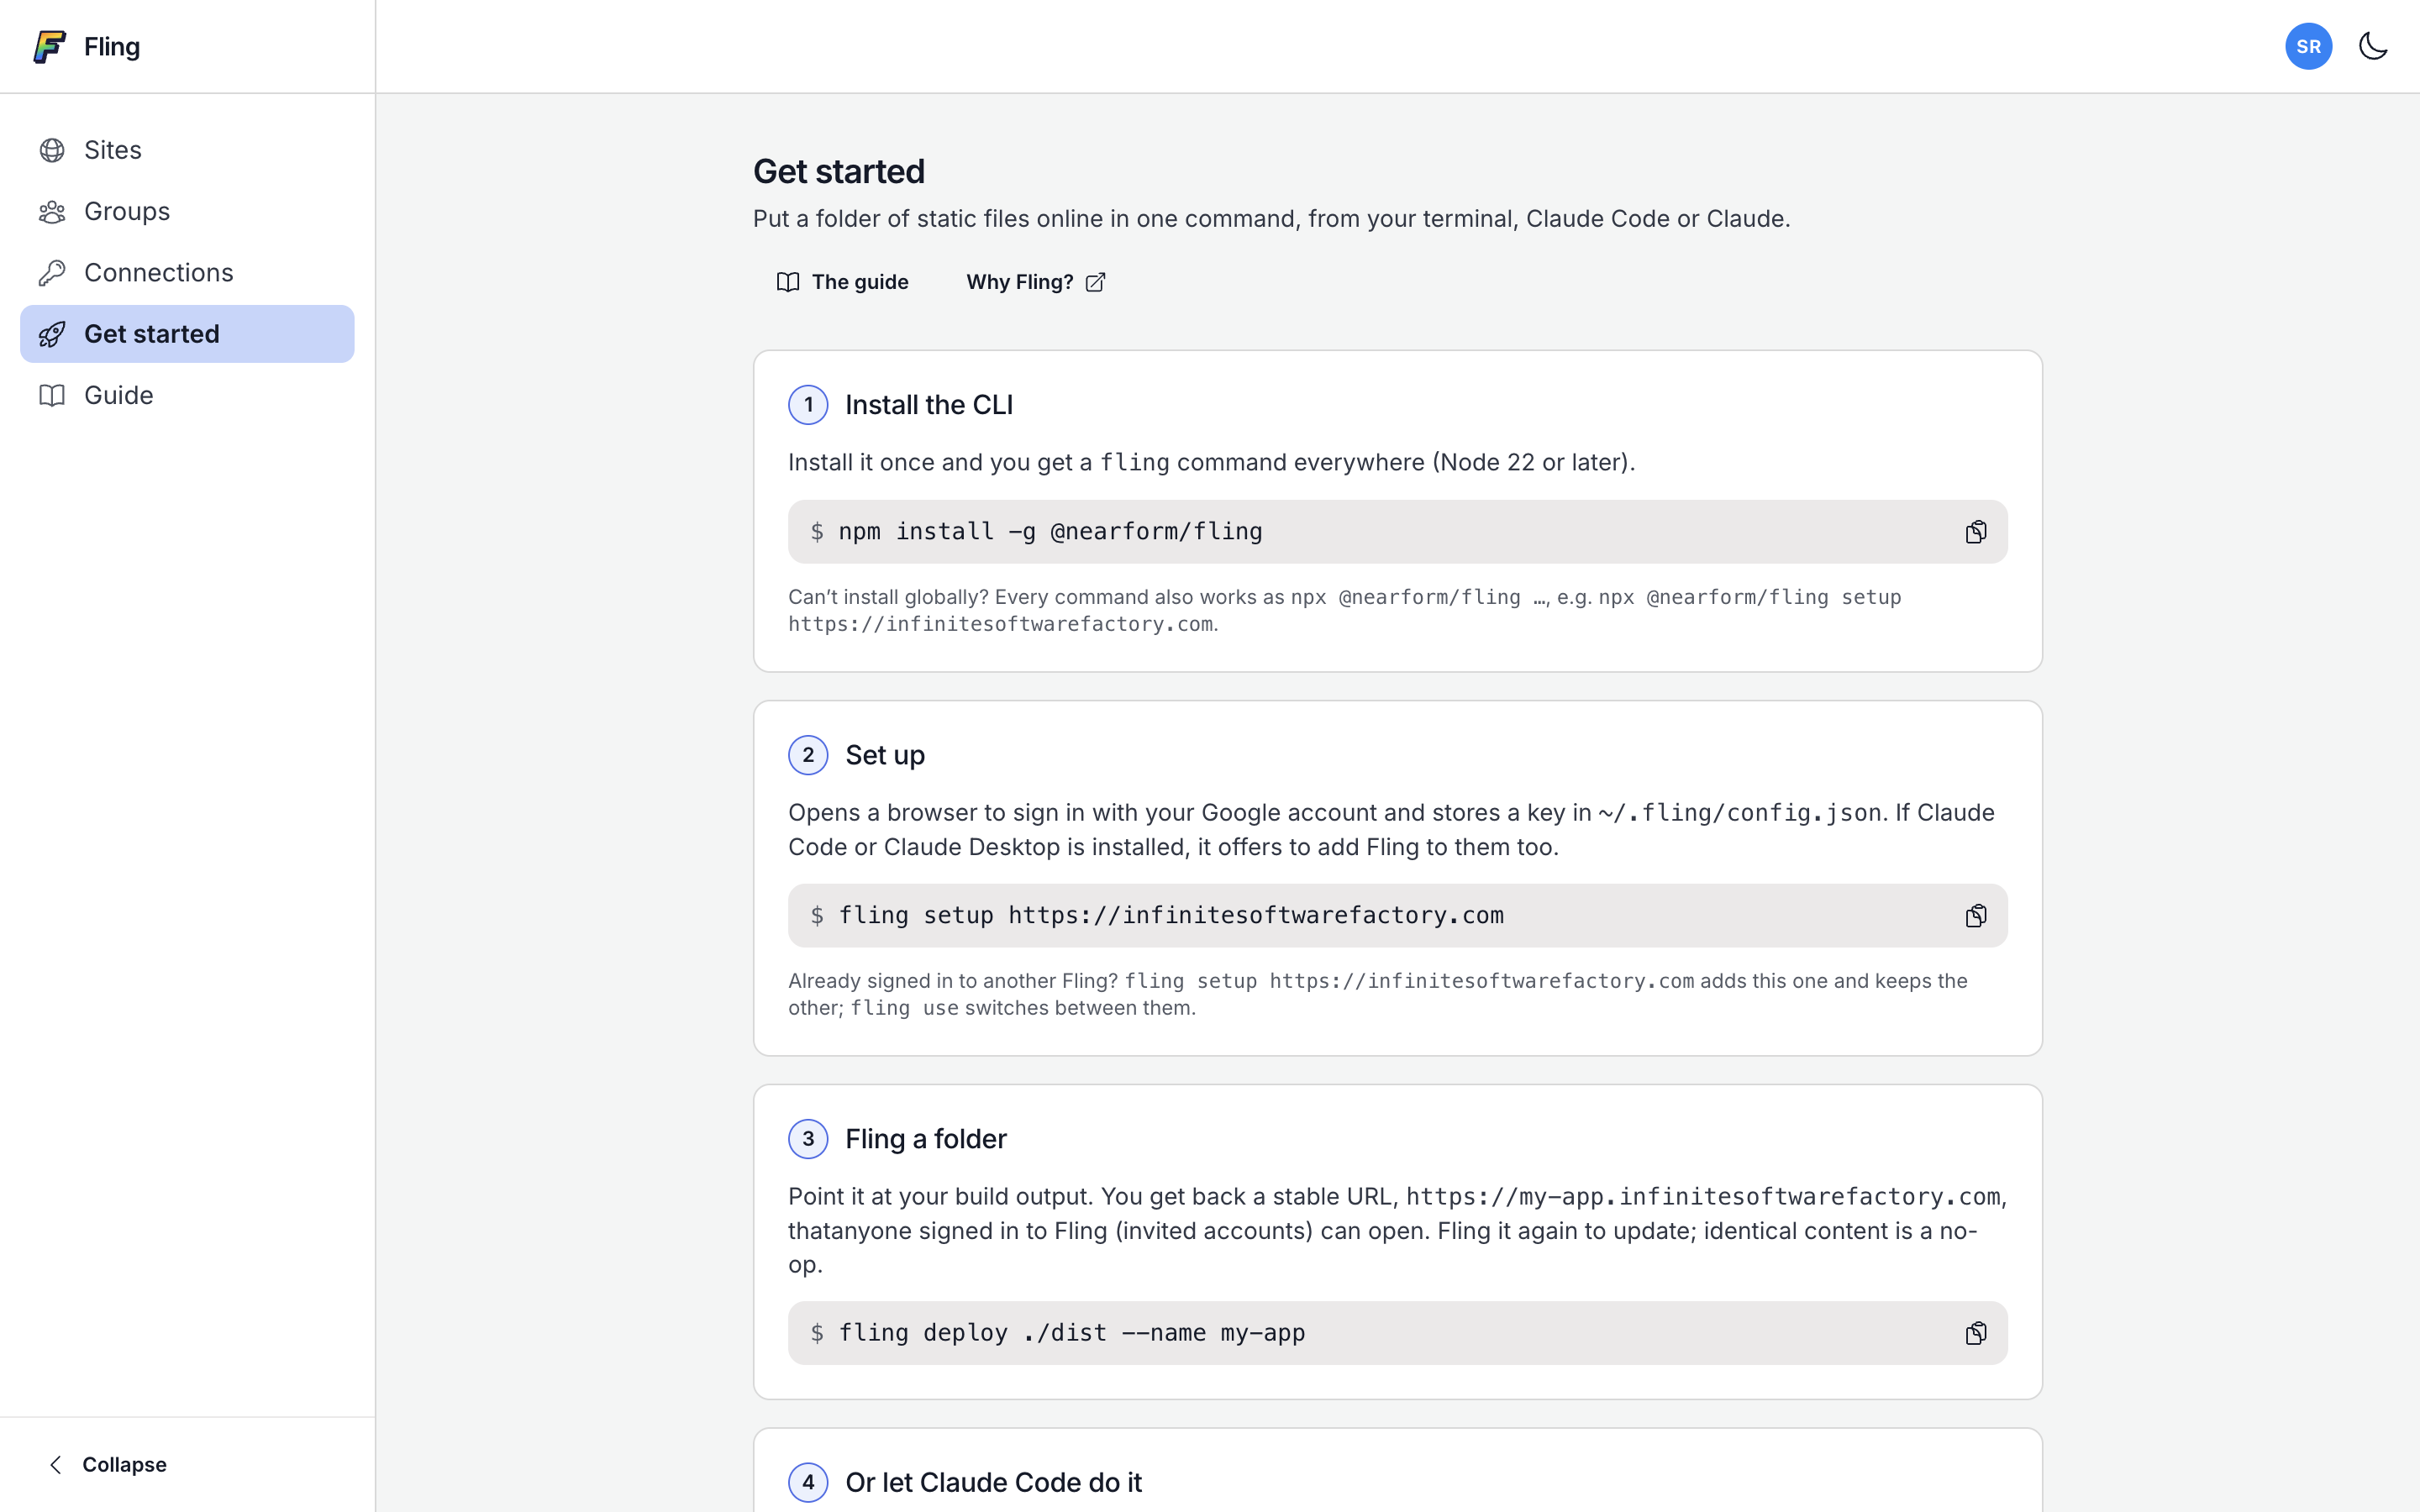 Fling
SR
Sites
Groups
Connections
Get started
Guide
Collapse
Get started
Put a folder of static files online in one command, from your terminal, Claude Code or Claude.
The guide
Why Fling?
1
Install the CLI
Install it once and you get a fling command everywhere (Node 22 or later).
$ npm install -g @nearform/fling
Can’t install globally? Every command also works as npx @nearform/fling …, e.g. npx @nearform/fling setup
https://infinitesoftwarefactory.com.
2
Set up
Opens a browser to sign in with your Google account and stores a key in ~/.fling/config.json. If Claude
Code or Claude Desktop is installed, it offers to add Fling to them too.
$ fling setup https://infinitesoftwarefactory.com
Already signed in to another Fling? fling setup https://infinitesoftwarefactory.com adds this one and keeps the
other; fling use switches between them.
3
Fling a folder
Point it at your build output. You get back a stable URL, https://my-app.infinitesoftwarefactory.com,
thatanyone signed in to Fling (invited accounts) can open. Fling it again to update; identical content is a no-
op.
$ fling deploy ./dist --name my-app
4
Or let Claude Code do it